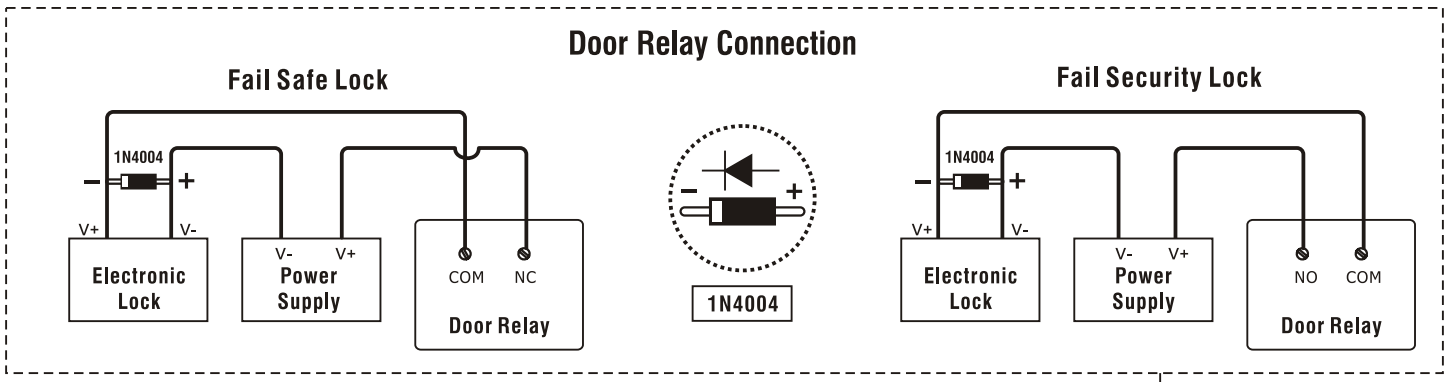 Door Relay Connection
Fail Safe Lock
1N4004
− +
V+ V-
Electronic
Lock
V- V+
Power
Supply
COM NC
Door Relay
− +
1N4004
Fail Security Lock
1N4004
− +
V+ V-
Electronic
Lock
V- V+
Power
Supply
NO COM
Door Relay